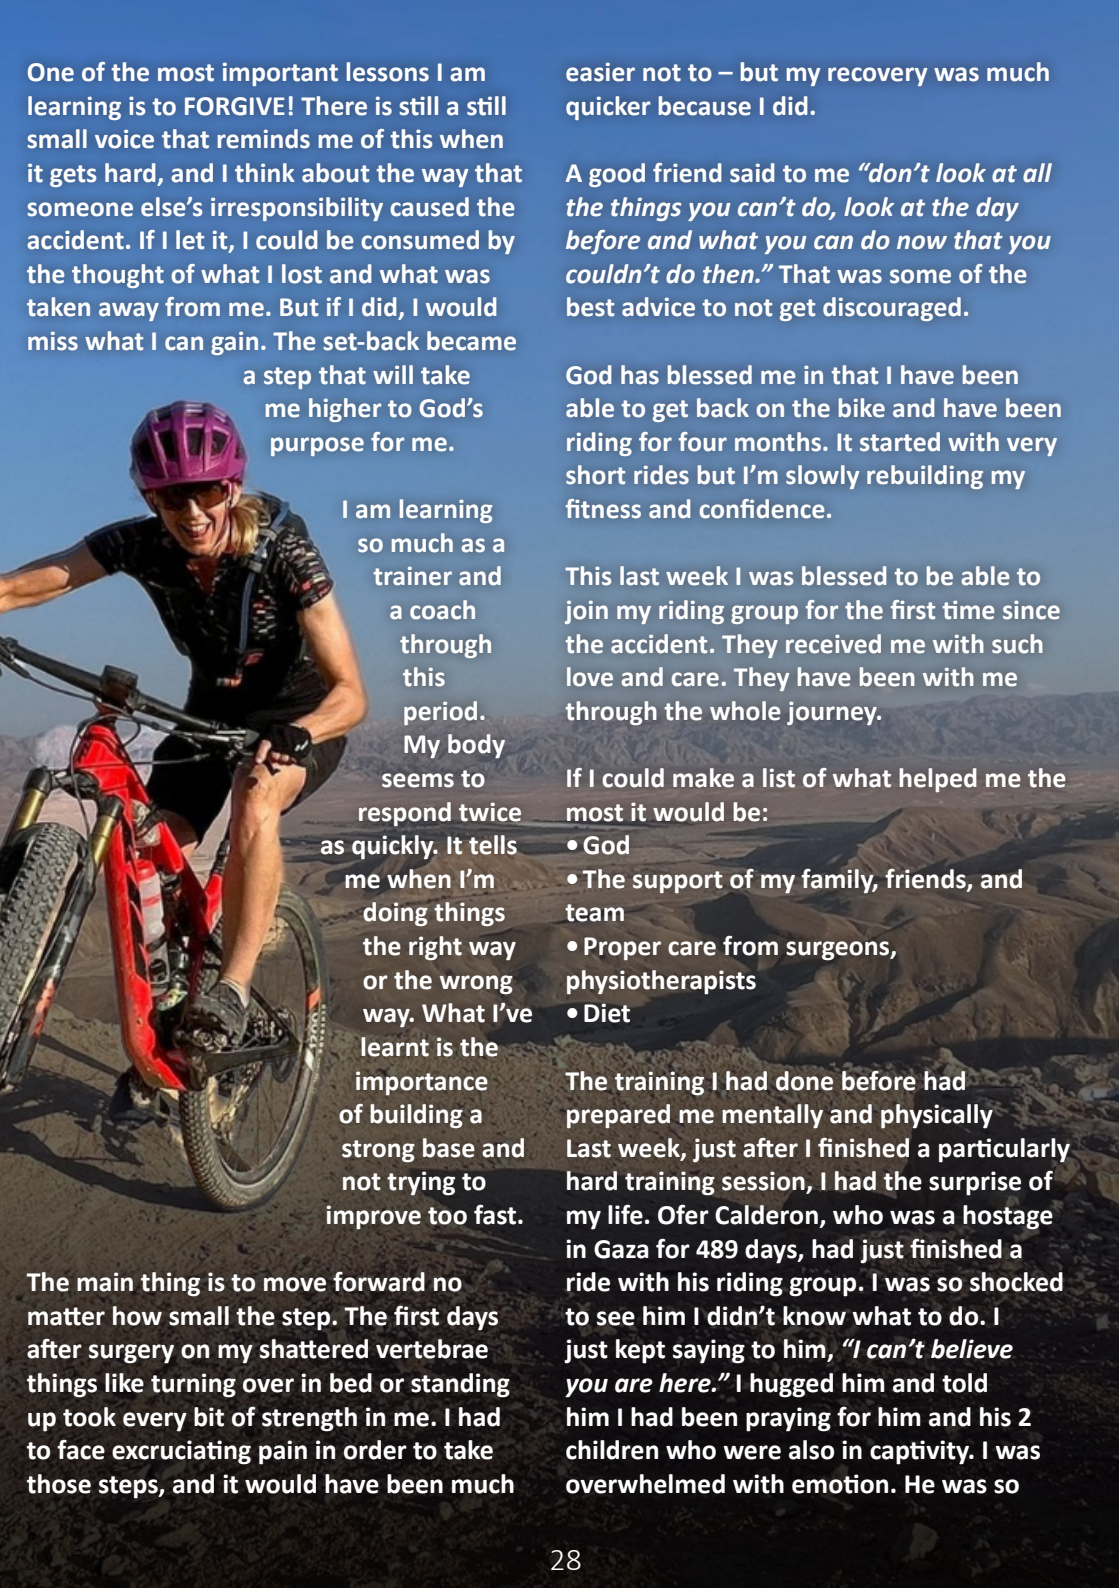 One of the most important lessons I am
learning is to FORGIVE! There is still a still
small voice that reminds me of this when
it gets hard, and I think about the way that
someone else’s irresponsibility caused the
accident. If I let it, I could be consumed by
the thought of what I lost and what was
taken away from me. But if I did, I would
miss what I can gain. The set-back became
a step that will take
me higher to God’s
purpose for me.
I am learning
so much as a
trainer and
a coach
through
this
period.
My body
seems to
respond twice
as quickly. It tells
me when I’m
doing things
the right way
or the wrong
way. What I’ve
learnt is the
importance
of building a
strong base and
not trying to
improve too fast.
The main thing is to move forward no
matter how small the step. The first days
after surgery on my shattered vertebrae
things like turning over in bed or standing
up took every bit of strength in me. I had
to face excruciating pain in order to take
those steps, and it would have been much
easier not to – but my recovery was much
quicker because I did.
A good friend said to me “don’t look at all
the things you can’t do, look at the day
before and what you can do now that you
couldn’t do then.” That was some of the
best advice to not get discouraged.
God has blessed me in that I have been
able to get back on the bike and have been
riding for four months. It started with very
short rides but I’m slowly rebuilding my
fitness and confidence.
This last week I was blessed to be able to
join my riding group for the first time since
the accident. They received me with such
love and care. They have been with me
through the whole journey.
If I could make a list of what helped me the
most it would be:
• God
• The support of my family, friends, and
team
• Proper care from surgeons,
physiotherapists
• Diet
The training I had done before had
prepared me mentally and physically
Last week, just after I finished a particularly
hard training session, I had the surprise of
my life. Ofer Calderon, who was a hostage
in Gaza for 489 days, had just finished a
ride with his riding group. I was so shocked
to see him I didn’t know what to do. I
just kept saying to him, “I can’t believe
you are here.” I hugged him and told
him I had been praying for him and his 2
children who were also in captivity. I was
overwhelmed with emotion. He was so
28